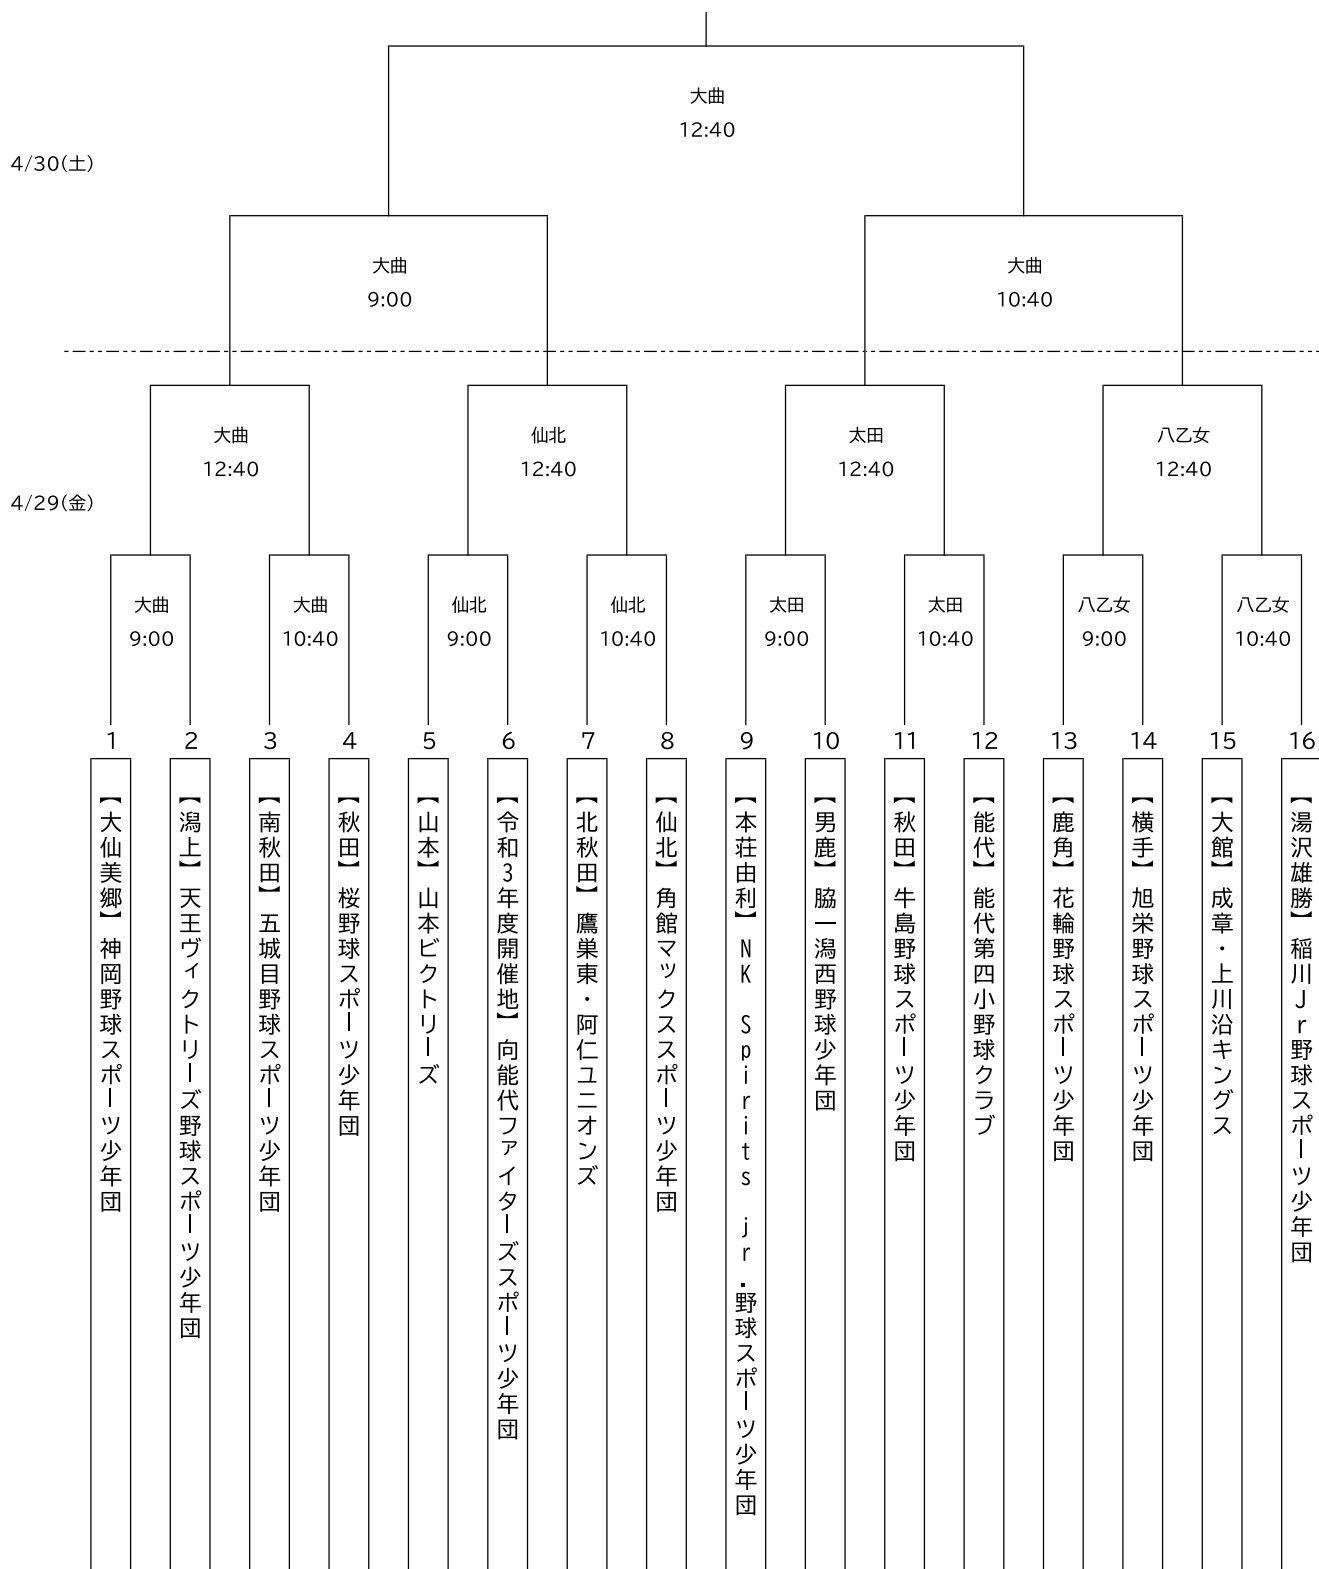 大曲
12:40
4/30(土)
大曲
9:00
大曲
10:40
大曲
12:40
仙北
12:40
太田
12:40
八乙女
12:40
4/29(金)
大曲
9:00
大曲
10:40
仙北
9:00
仙北
10:40
太田
9:00
太田
10:40
八乙女
9:00
八乙女
10:40
1
2
3
4
5
6
7
8
9
10
11
12
13
14
15
16
【大仙美郷】神岡野球スポーツ少年団
【潟上】天王ヴィクトリーズ野球スポーツ少年団
【南秋田】五城目野球スポーツ少年団
【秋田】桜野球スポーツ少年団
【山本】山本ビクトリーズ
【令和3年度開催地】向能代ファイターズスポーツ少年団
【北秋田】鷹巣東・阿仁ユニオンズ
【仙北】角館マックススポーツ少年団
【本荘由利】NK Spirits jr.野球スポーツ少年団
【男鹿】脇一潟西野球少年団
【秋田】牛島野球スポーツ少年団
【能代】能代第四小野球クラブ
【鹿角】花輪野球スポーツ少年団
【横手】旭栄野球スポーツ少年団
【大館】成章・上川沿キングス
【湯沢雄勝】稲川Jr野球スポーツ少年団